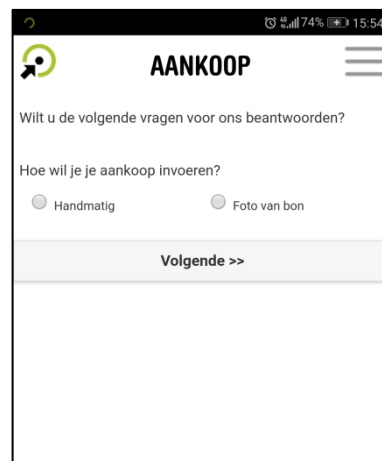 74% 15:54
AANKOOP
Wilt u de volgende vragen voor ons beantwoorden?
Hoe wil je je aankoop invoeren?
Handmatig Foto van bon
Volgende >>